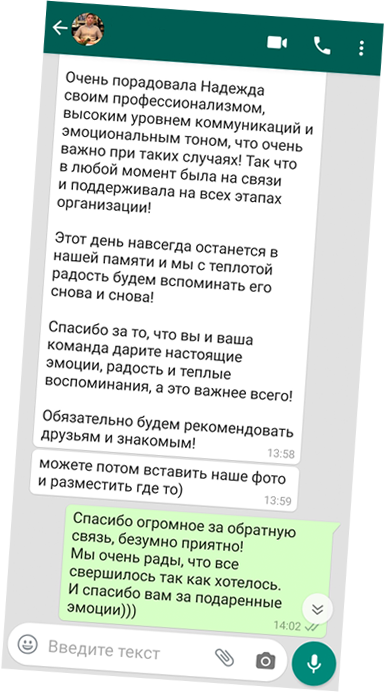 Очень порадовала Надежда
своим профессионализмом,
высоким уровнем коммуникаций и
эмоциональным тоном, что очень
важно при таких случаях! Так что
в любой момент была на связи
и поддерживала на всех этапах
организации!
Этот день навсегда останется в
нашей памяти и мы с теплотой
радость будем вспоминать его
снова и снова!
Спасибо за то, что вы и ваша
команда дарите настоящие
эмоции, радость и теплые
воспоминания, а это важнее всего!
Обязательно будем рекомендовать
друзьям и знакомым!
13:58
можете потом вставить наше фото
и разместить где то)
13:59
Спасибо огромное за обратную
связь, безумно приятно!
Мы очень рады, что все
свершилось так как хотелось.
И спасибо вам за подаренные
эмоции)))
14:02
Введите текст